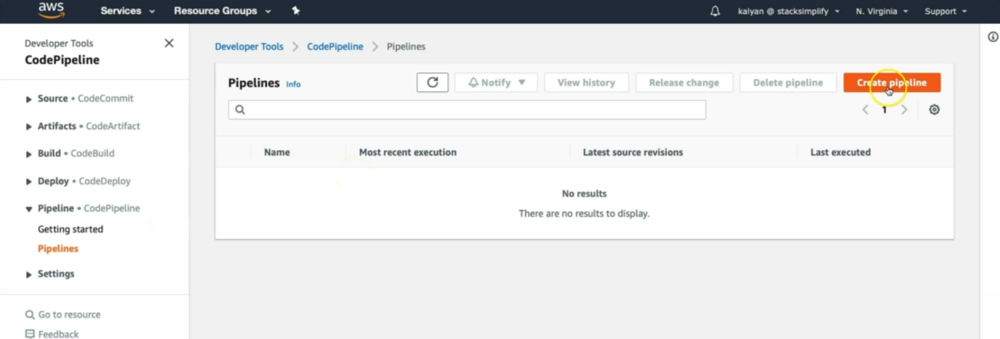 aws Services Resource Groups kalyan @ stacksimplify N. Virginia Support
Developer Tools
CodePipeline
Source • CodeCommit
Artifacts • CodeArtifact
Build • CodeBuild
Deploy • CodeDeploy
Pipeline • CodePipeline
Getting started
Pipelines
Settings
Go to resource
Feedback
Developer Tools > CodePipeline > Pipelines
Pipelines Info Notify View history Release change Delete pipeline Create pipeline
< 1 >
Name Most recent execution Latest source revisions Last executed
No results
There are no results to display.